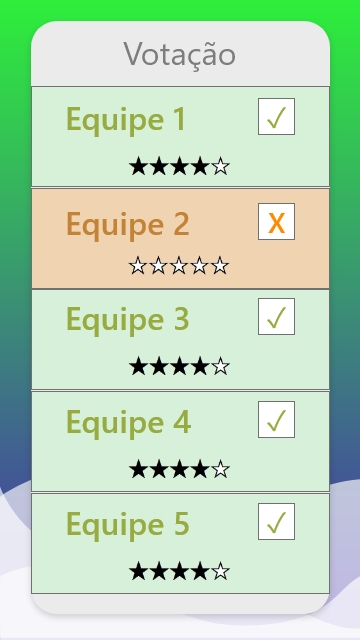 Votação
Equipe 1 ✓
★★★★☆
Equipe 2 X
☆☆☆☆☆
Equipe 3 ✓
★★★★☆
Equipe 4 ✓
★★★★☆
Equipe 5 ✓
★★★★☆